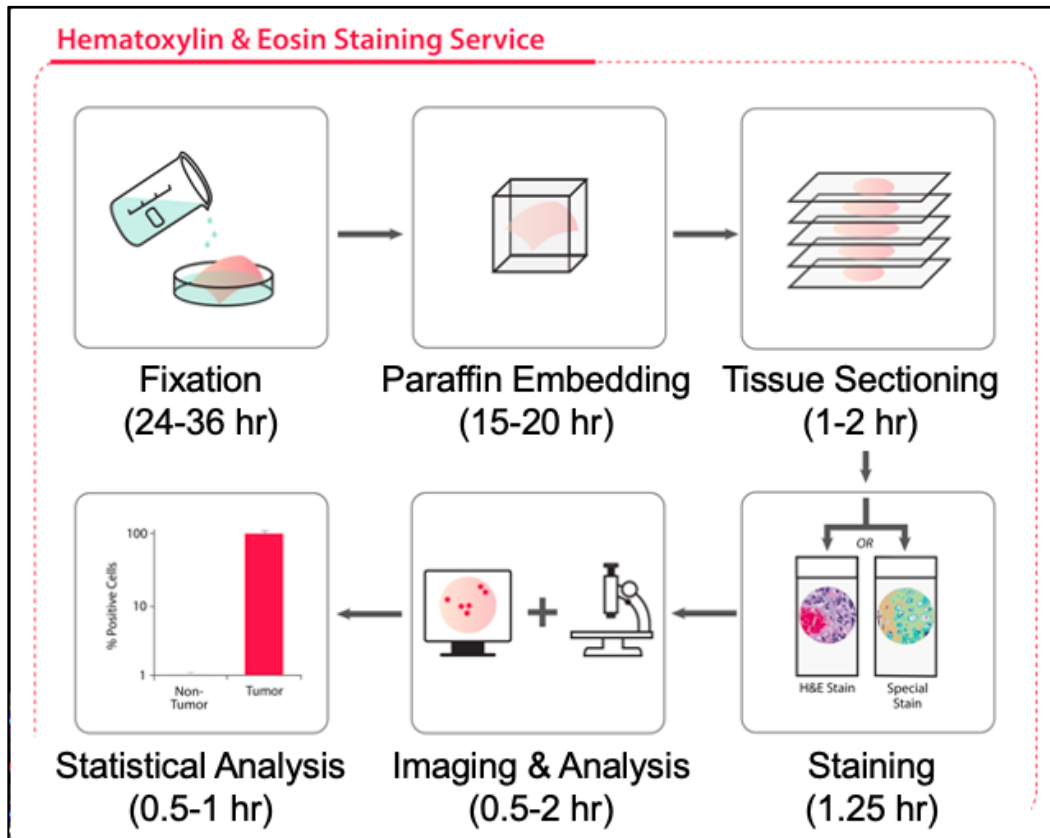 Hematoxylin & Eosin Staining Service
Fixation
(24-36 hr)
Paraffin Embedding
(15-20 hr)
Tissue Sectioning
(1-2 hr)
OR
H&E Stain
Special
Stain
Staining
(1.25 hr)
Imaging & Analysis
(0.5-2 hr)
% Positive Cells
100
10
1
Non-
Tumor
Tumor
Statistical Analysis
(0.5-1 hr)